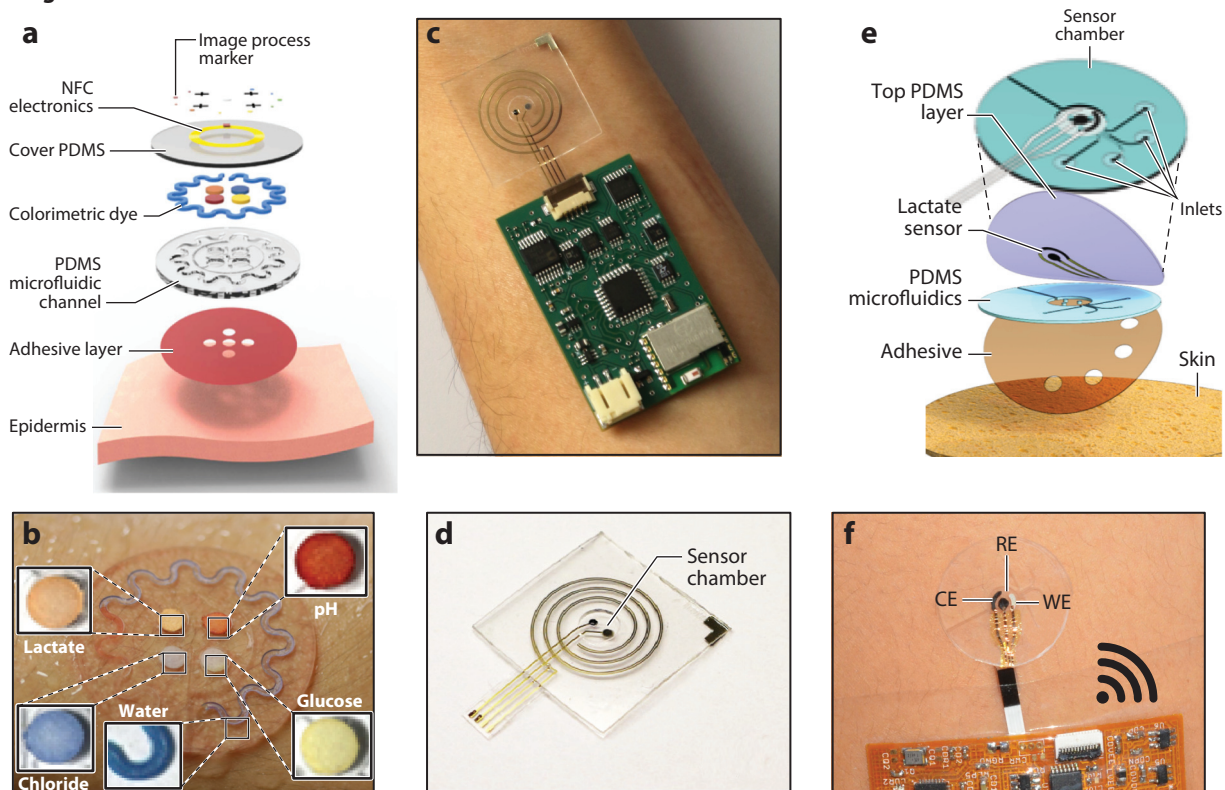 a
Image process
marker
NFC
electronics
Cover PDMS
Colorimetric dye
PDMS
microfluidic
channel
Adhesive layer
Epidermis
b
Lactate
pH
Chloride
Water
Glucose
c
d
Sensor
chamber
e
Sensor
chamber
Top PDMS
layer
Lactate
sensor
Inlets
PDMS
microfluidics
Adhesive
Skin
f
RE
CE
WE